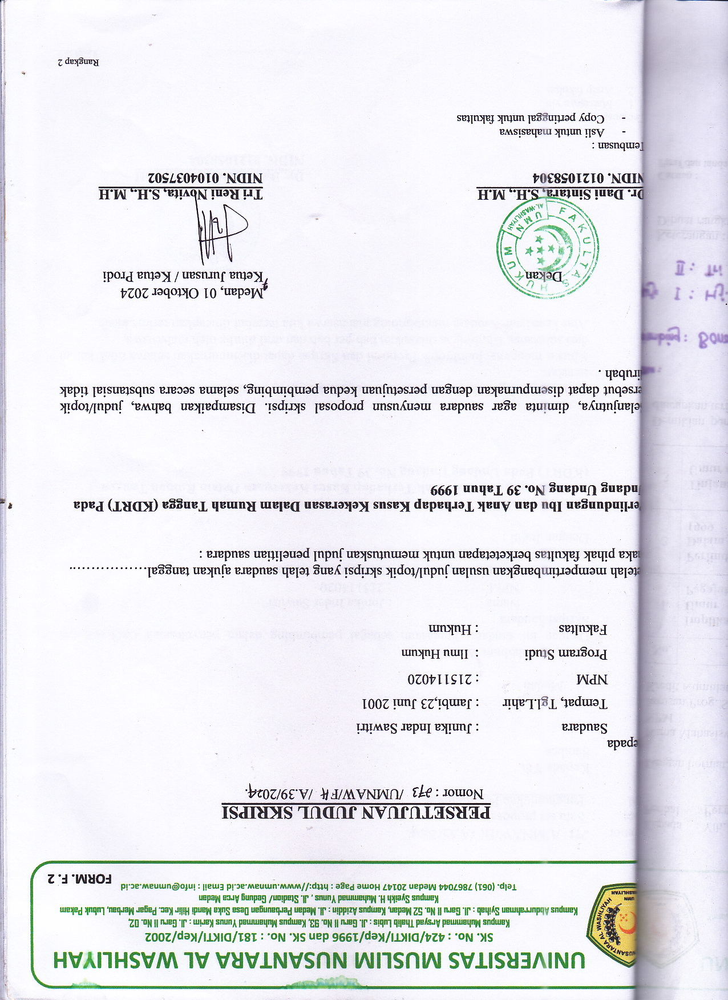 UNIVERSITAS MUSLIM NUSANTARA AL WASHLIYAH
SK. No. : 424/DIKTI/Kep/1996 dan SK. No. : 181/DIKTI/Kep/2002
Kampus Muhammad Arsyad Thalib Lubis : Jl. Garu II No. 93, Kampus Muhammad Yunus Karim : Jl. Garu II No. 02,
Kampus Abdurrahman Syihab : Jl. Garu II No. 52 Medan, Kampus Aziddin : Jl. Medan Perbaungan Desa Suka Mandi Hilir Kec. Pagar Merbau, Lubuk Pakam
Kampus Syeikh H. Muhammad Yunus , Jl. Stadion/ Gedung Arca Medan
Telp. (061) 7867044 Medan 20147 Home Page : http://www.umnaw.ac.id Email : info@umnaw.ac.id
FORM. F. 2
PERSETUJUAN JUDUL SKRIPSI
Nomor : 273 /UMNAW/FH /A.39/2024.
epada
Saudara : Junika Indar Sawitri
Tempat, Tgl.Lahir : Jambi,23 Juni 2001
NPM : 215114020
Program Studi : Ilmu Hukum
Fakultas : Hukum
etelah mempertimbangkan usulan judul/topik skripsi yang telah saudara ajukan tanggal..................
aka pihak fakultas berketetapan untuk memutuskan judul penelitian saudara :
erlindungan Ibu dan Anak Terhadap Kasus Kekerasan Dalam Rumah Tangga (KDRT) Pada
ndang Undang No. 39 Tahun 1999
elanjutnya, diminta agar saudara menyusun proposal skripsi. Disampaikan bahwa, judul/topik
ersebut dapat disempurnakan dengan persetujuan kedua pembimbing, selama secara substansial tidak
irubah .
Medan, 01 Oktober 2024
Dekan Ketua Jurusan / Ketua Prodi
FAKULTAS HUKUM
UMN
AL-WASHLIYAH
Dr. Dani Sintara, S.H., M.H Tri Reni Novita, S.H., M.H
NIDN. 0121058304 NIDN. 0104037502
Tembusan :
- Asli untuk mahasiswa
- Copy pertinggal untuk fakultas
Rangkap 2